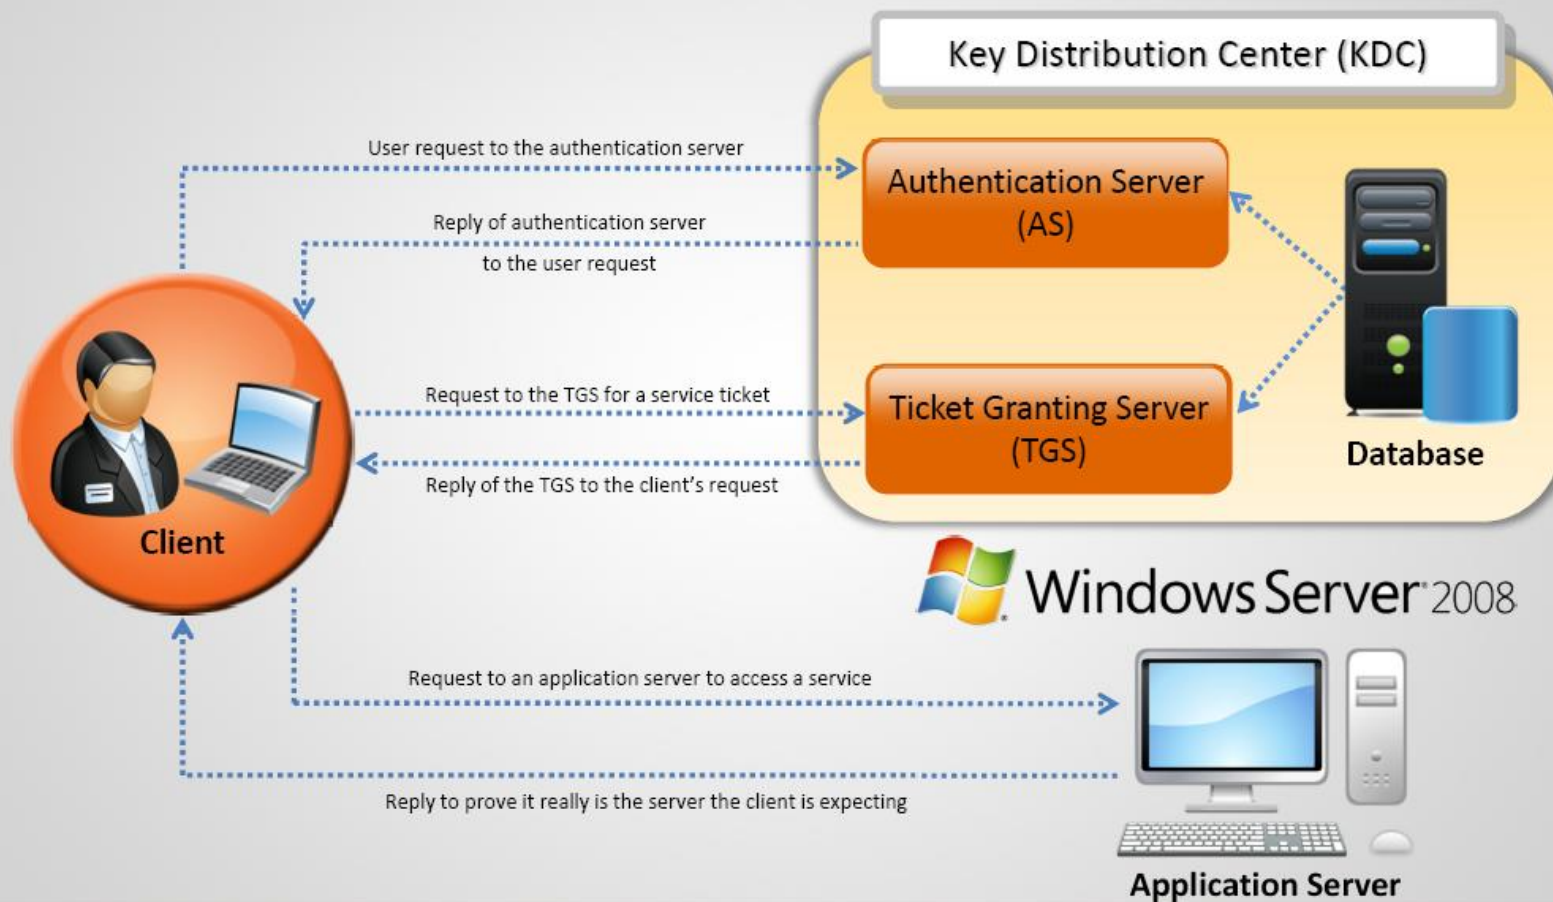 Key Distribution Center (KDC)
User request to the authentication server
Authentication Server
(AS)
Reply of authentication server
to the user request
Request to the TGS for a service ticket
Ticket Granting Server
(TGS)
Reply of the TGS to the client's request
Database
Client
Windows Server 2008
Request to an application server to access a service
Reply to prove it really is the server the client is expecting
Application Server